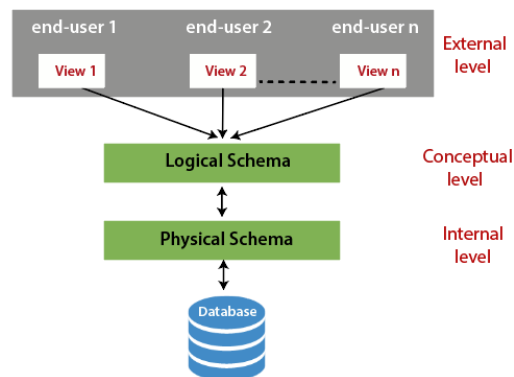 end-user 1
end-user 2
end-user n
View 1
View 2
View n
External
level
Logical Schema
Conceptual
level
Physical Schema
Internal
level
Database